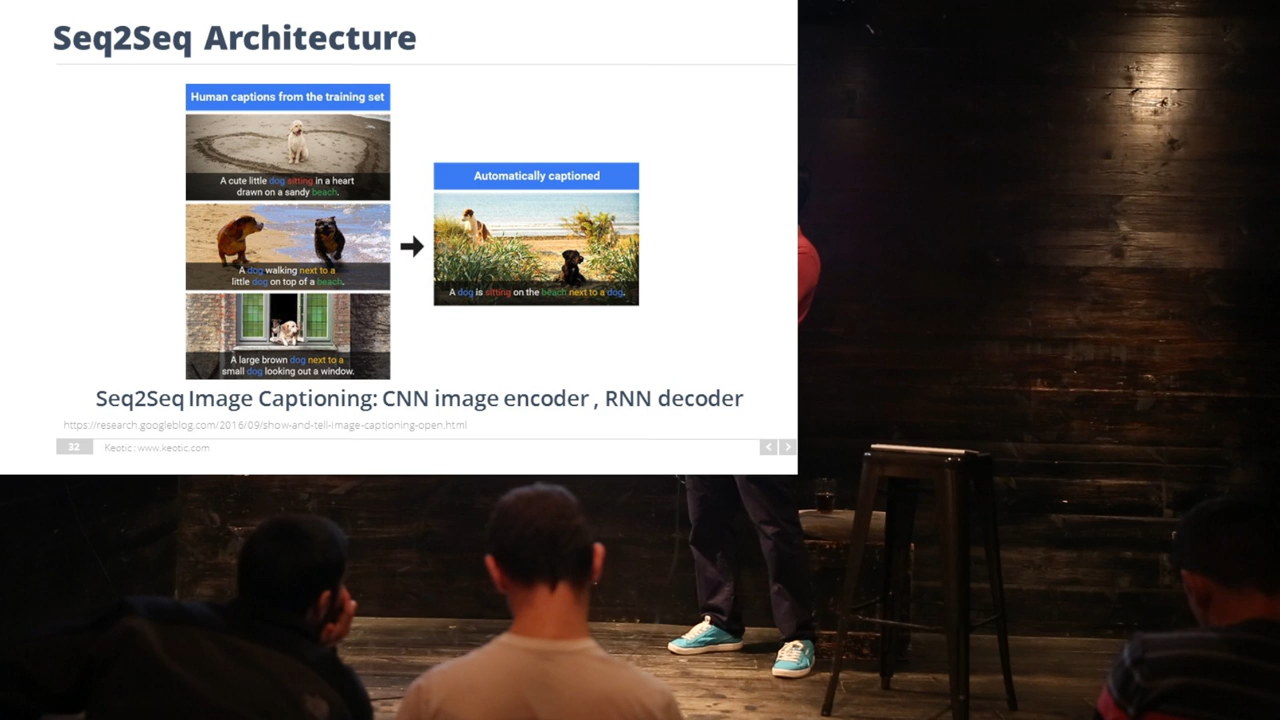 Seq2Seq Architecture
Human captions from the training set
A cute little dog sitting in a heart
drawn on a sandy beach.
A dog walking next to a
little dog on top of a beach.
A large brown dog next to a
small dog looking out a window.
Automatically captioned
A dog is sitting on the beach next to a dog.
Seq2Seq Image Captioning: CNN image encoder , RNN decoder
https://research.googleblog.com/2016/09/show-and-tell-image-captioning-open.html
32
Keotic : www.keotic.com